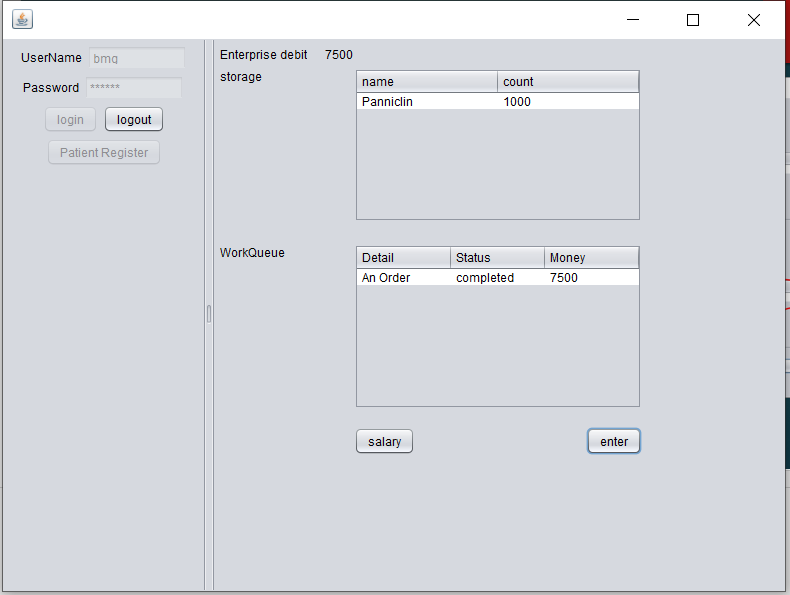 UserName bmq
Password ******
login logout
Patient Register
Enterprise debit 7500
storage
name count
Panniclin 1000
WorkQueue
Detail Status Money
An Order completed 7500
salary enter